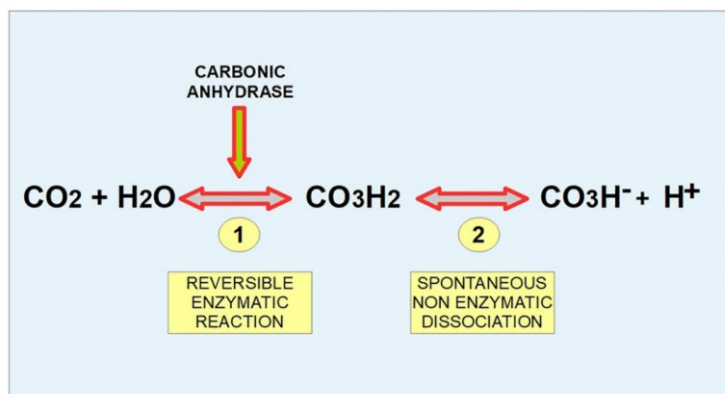 CARBONIC
ANHYDRASE
CO2 + H2O CO3H2 CO3H- + H+
1 2
REVERSIBLE
ENZYMATIC
REACTION
SPONTANEOUS
NON ENZYMATIC
DISSOCIATION